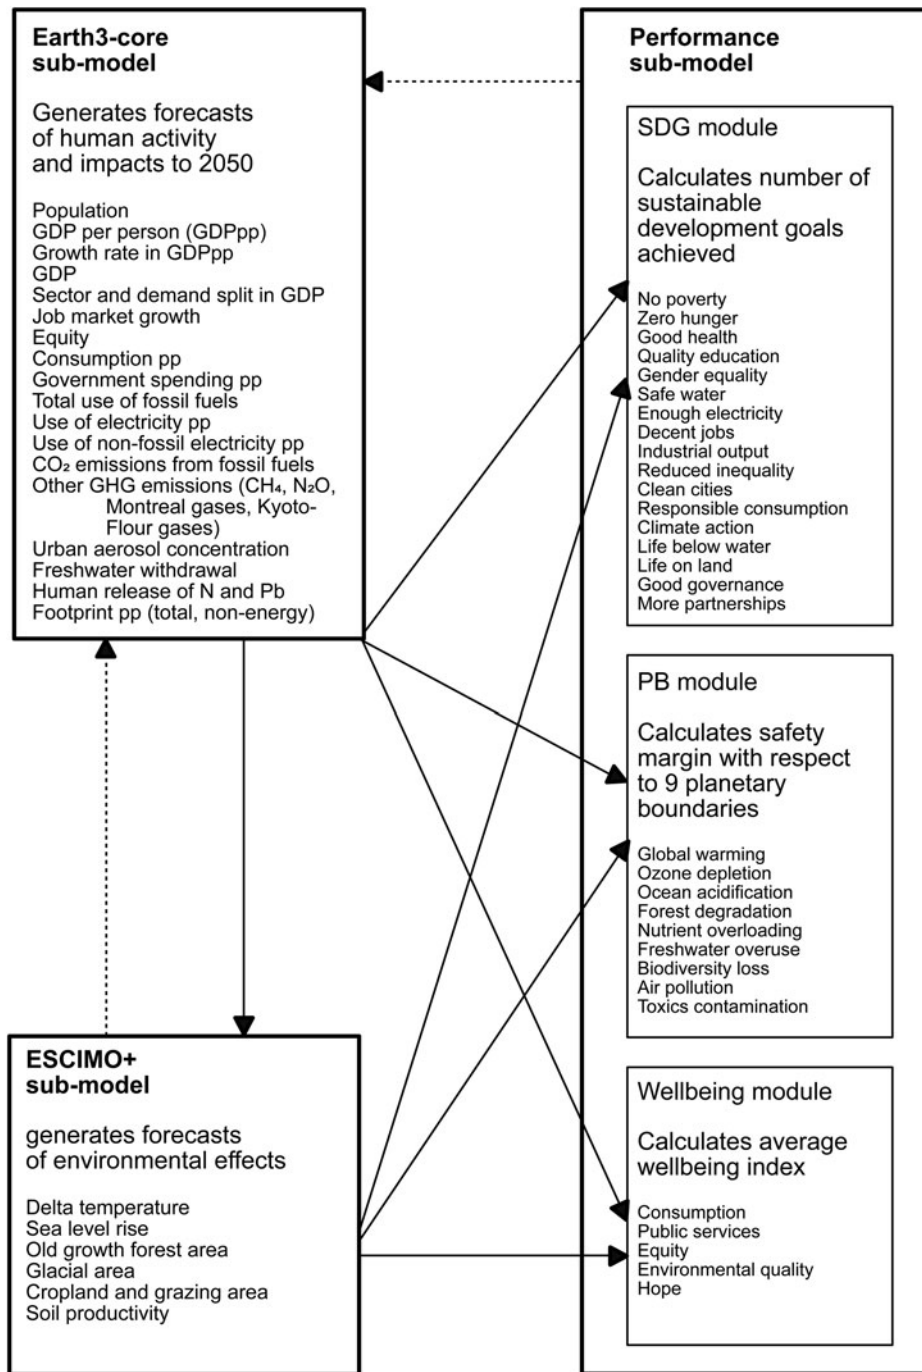 Earth3-core
sub-model
Generates forecasts
of human activity
and impacts to 2050
Population
GDP per person (GDPpp)
Growth rate in GDPpp
GDP
Sector and demand split in GDP
Job market growth
Equity
Consumption pp
Government spending pp
Total use of fossil fuels
Use of electricity pp
Use of non-fossil electricity pp
CO₂ emissions from fossil fuels
Other GHG emissions (CH₄, N₂O,
Montreal gases, Kyoto-
Flour gases)
Urban aerosol concentration
Freshwater withdrawal
Human release of N and Pb
Footprint pp (total, non-energy)
ESCIMO+
sub-model
generates forecasts
of environmental effects
Delta temperature
Sea level rise
Old growth forest area
Glacial area
Cropland and grazing area
Soil productivity
Performance
sub-model
SDG module
Calculates number of
sustainable
development goals
achieved
No poverty
Zero hunger
Good health
Quality education
Gender equality
Safe water
Enough electricity
Decent jobs
Industrial output
Reduced inequality
Clean cities
Responsible consumption
Climate action
Life below water
Life on land
Good governance
More partnerships
PB module
Calculates safety
margin with respect
to 9 planetary
boundaries
Global warming
Ozone depletion
Ocean acidification
Forest degradation
Nutrient overloading
Freshwater overuse
Biodiversity loss
Air pollution
Toxics contamination
Wellbeing module
Calculates average
wellbeing index
Consumption
Public services
Equity
Environmental quality
Hope